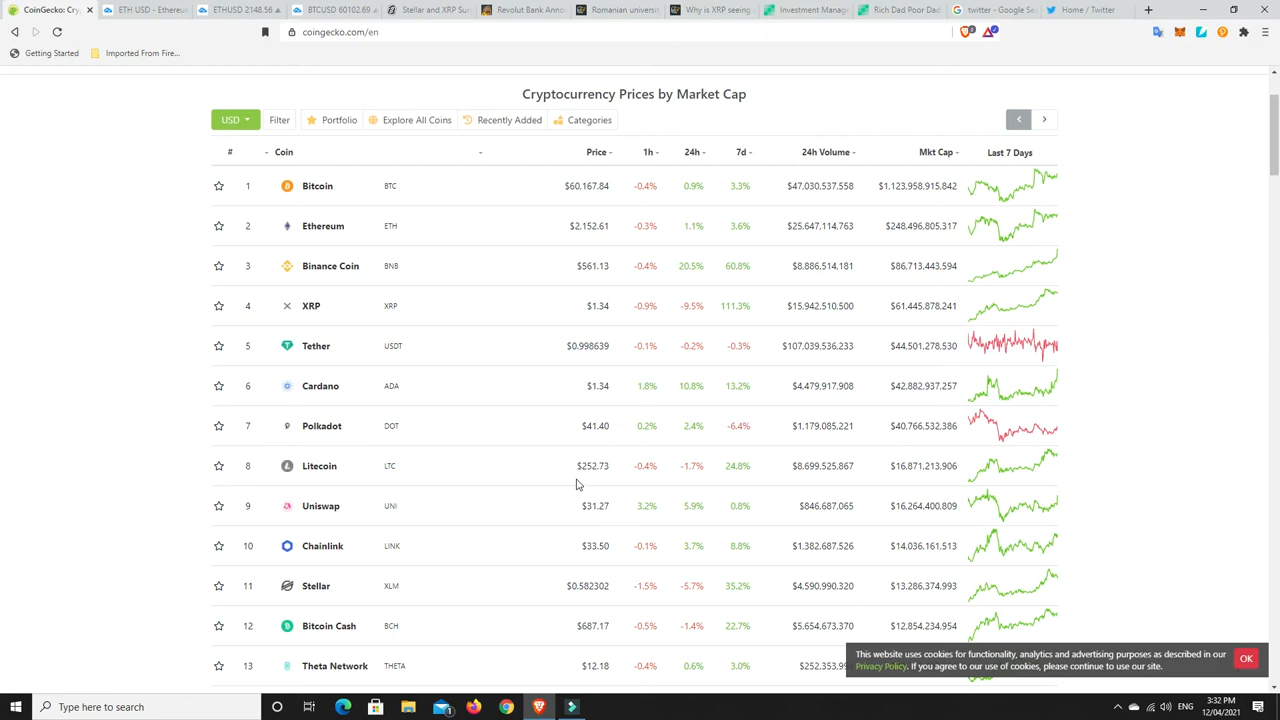 CoinGecko: Cryp
ETH USD - Ethereu
ETHUSD 2148.56
BTCUSD 60102.69
Stellar and XRP Su
Revolut Bank Anno
Romanian universi
Why is XRP seeing
Investment Manag
Rich Dad Poor Dad
twitter - Google Se
Home / Twitter
coingecko.com/en
Getting Started
Imported From Fire...
Cryptocurrency Prices by Market Cap
USD Filter Portfolio Explore All Coins Recently Added Categories
# Coin Price 1h 24h 7d 24h Volume Mkt Cap Last 7 Days
1 Bitcoin BTC $60,167.84 -0.4% 0.9% 3.3% $47,030,537,558 $1,123,958,915,842
2 Ethereum ETH $2,152.61 -0.3% 1.1% 3.6% $25,647,114,763 $248,496,805,317
3 Binance Coin BNB $561.13 -0.4% 20.5% 60.8% $8,886,514,181 $86,713,443,594
4 XRP XRP $1.34 -0.9% -9.5% 111.3% $15,942,510,500 $61,445,878,241
5 Tether USDT $0.998639 -0.1% -0.2% -0.3% $107,039,536,233 $44,501,278,530
6 Cardano ADA $1.34 1.8% 10.8% 13.2% $4,479,917,908 $42,882,937,257
7 Polkadot DOT $41.40 0.2% 2.4% -6.4% $1,179,085,221 $40,766,532,386
8 Litecoin LTC $252.73 -0.4% -1.7% 24.8% $8,699,525,867 $16,871,213,906
9 Uniswap UNI $31.27 3.2% 5.9% 0.8% $846,687,065 $16,264,400,809
10 Chainlink LINK $33.50 -0.1% 3.7% 8.8% $1,382,687,526 $14,036,161,513
11 Stellar XLM $0.582302 -1.5% -5.7% 35.2% $4,590,990,320 $13,286,374,993
12 Bitcoin Cash BCH $687.17 -0.5% -1.4% 22.7% $5,654,673,370 $12,854,234,954
13 Theta Network THETA $12.18 -0.4% 0.6% 3.0% $252,353,99
This website uses cookies for functionality, analytics and advertising purposes as described in our
Privacy Policy. If you agree to our use of cookies, please continue to use our site.
OK
Type here to search
ENG
3:32 PM
12/04/2021